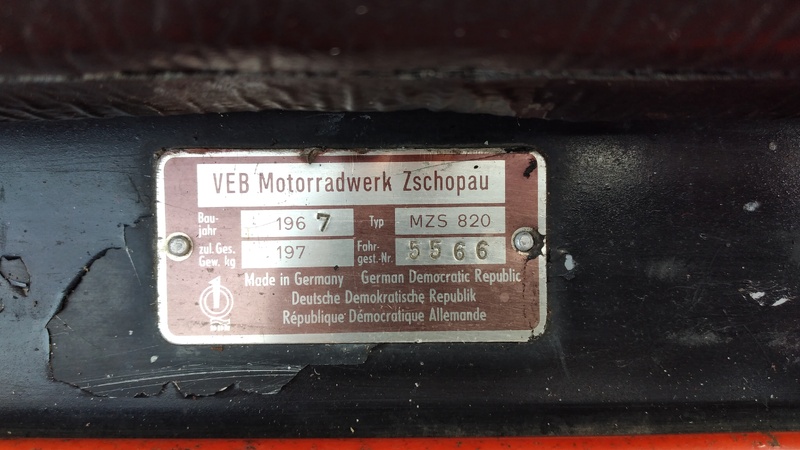 VEB Motorradwerk Zschopau
Bau-
jahr
1967
Typ
MZS 820
zul. Ges.
Gew. kg
197
Fahr-
gest.-Nr.
5566
Made in Germany German Democratic Republic
Deutsche Demokratische Republik
République Démocratique Allemande
1